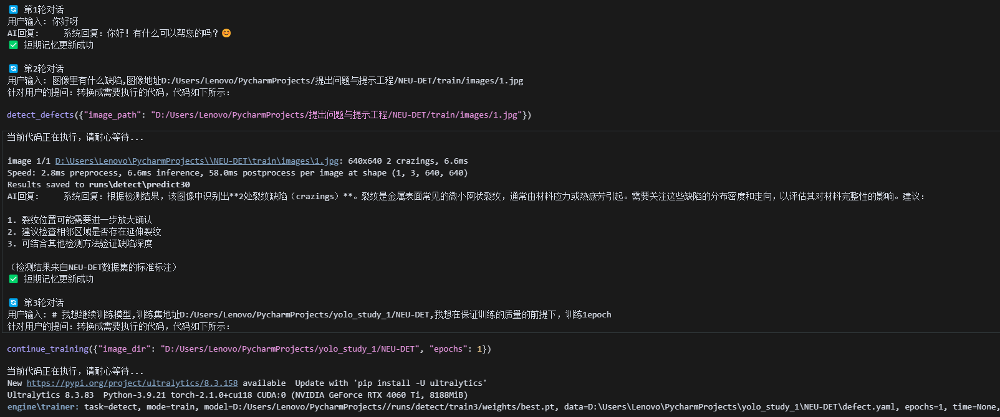 🔄 第1轮对话
用户输入: 你好呀
AI回复:     系统回复: 你好! 有什么可以帮您的吗? 😊
✅ 短期记忆更新成功
🔄 第2轮对话
用户输入: 图像里有什么缺陷,图像地址D:/Users/Lenovo/PycharmProjects/提出问题与提示工程/NEU-DET/train/images/1.jpg
针对用户的提问: 转换成需要执行的代码, 代码如下所示:
detect_defects({"image_path": "D:/Users/Lenovo/PycharmProjects/提出问题与提示工程/NEU-DET/train/images/1.jpg"})
当前代码正在执行, 请耐心等待...
image 1/1 D:\Users\Lenovo\PycharmProjects\\NEU-DET\train\images\1.jpg: 640x640 2 crazings, 6.6ms
Speed: 2.8ms preprocess, 6.6ms inference, 58.0ms postprocess per image at shape (1, 3, 640, 640)
Results saved to runs\detect\predict30
AI回复:     系统回复: 根据检测结果, 该图像中识别出**2处裂纹缺陷（crazings）**。裂纹是金属表面常见的微小网状裂纹, 通常由材料应力或热疲劳引起。需要关注这些缺陷的分布密度和走向, 以评估其对材料完整性的影响。建议:
1. 裂纹位置可能需要进一步放大确认
2. 建议检查相邻区域是否存在延伸裂纹
3. 可结合其他检测方法验证缺陷深度
（检测结果来自NEU-DET数据集的标准标注）
✅ 短期记忆更新成功
🔄 第3轮对话
用户输入: # 我想继续训练模型,训练集地址D:/Users/Lenovo/PycharmProjects/yolo_study_1/NEU-DET,我想在保证训练的质量的前提下, 训练1epoch
针对用户的提问: 转换成需要执行的代码, 代码如下所示:
continue_training({"image_dir": "D:/Users/Lenovo/PycharmProjects/yolo_study_1/NEU-DET", "epochs": 1})
当前代码正在执行, 请耐心等待...
New https://pypi.org/project/ultralytics/8.3.158 available  Update with 'pip install -U ultralytics'
Ultralytics 8.3.83  Python-3.9.21 torch-2.1.0+cu118 CUDA:0 (NVIDIA GeForce RTX 4060 Ti, 8188MiB)
engine\trainer: task=detect, mode=train, model=D:/Users/Lenovo/PycharmProjects//runs/detect/train3/weights/best.pt, data=D:\Users\Lenovo\PycharmProjects\yolo_study_1\NEU-DET\defect.yaml, epochs=1, time=None,